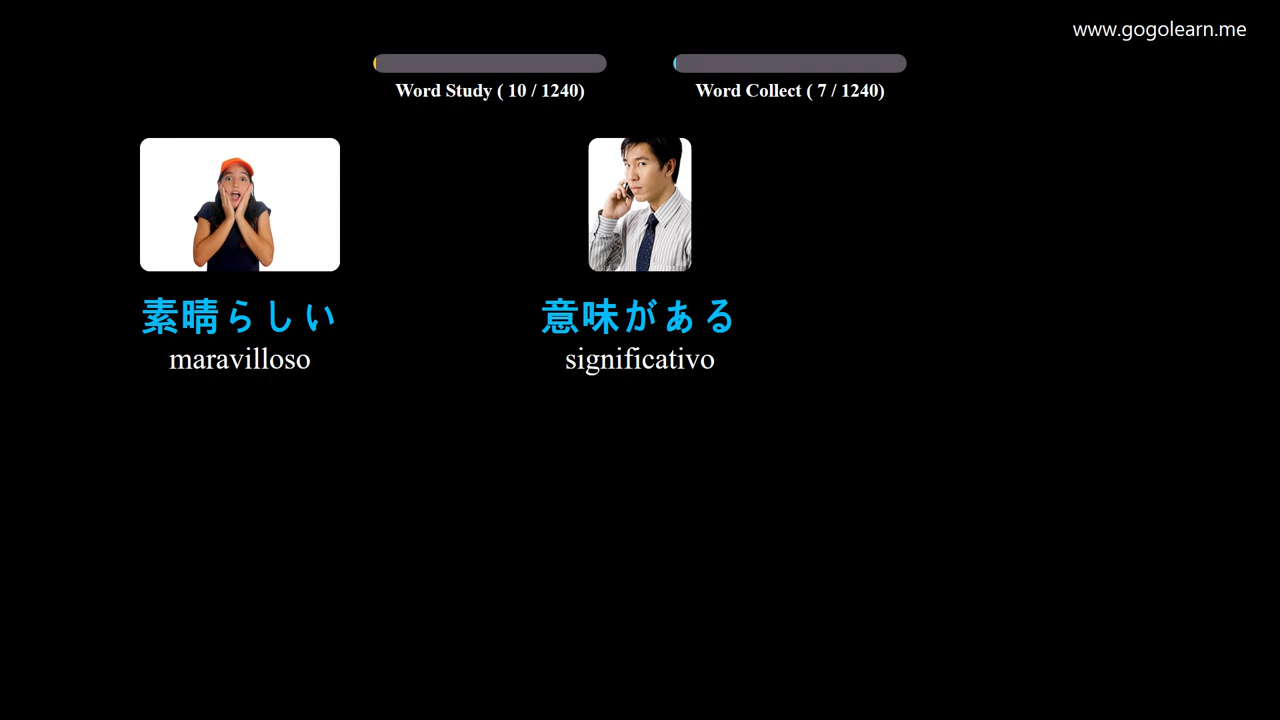 www.gogolearn.me
Word Study ( 10 / 1240)
Word Collect ( 7 / 1240)
素晴らしい
maravilloso
意味がある
significativo